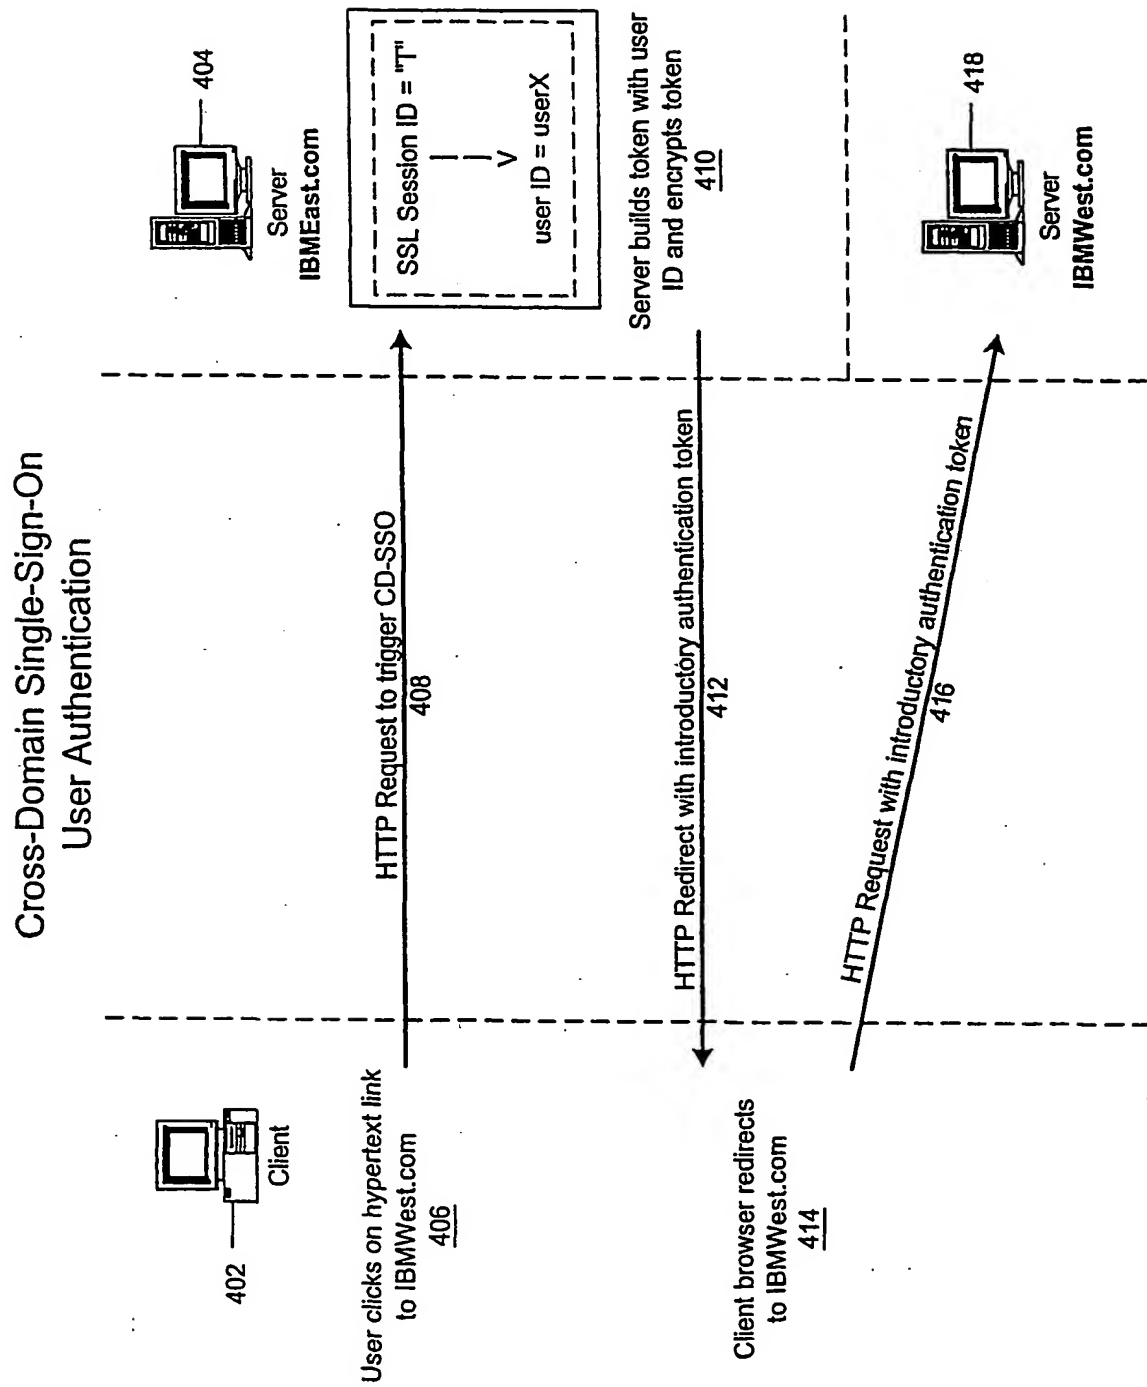 Cross-Domain Single-Sign-On
User Authentication
402
Client
Server
IBMEast.com
404
User clicks on hypertext link
to IBMWest.com
406
HTTP Request to trigger CD-SSO
408
SSL Session ID = "T"
V
user ID = userX
Server builds token with user
ID and encrypts token
410
HTTP Redirect with introductory authentication token
412
Client browser redirects
to IBMWest.com
414
HTTP Request with introductory authentication token
416
418
Server
IBMWest.com